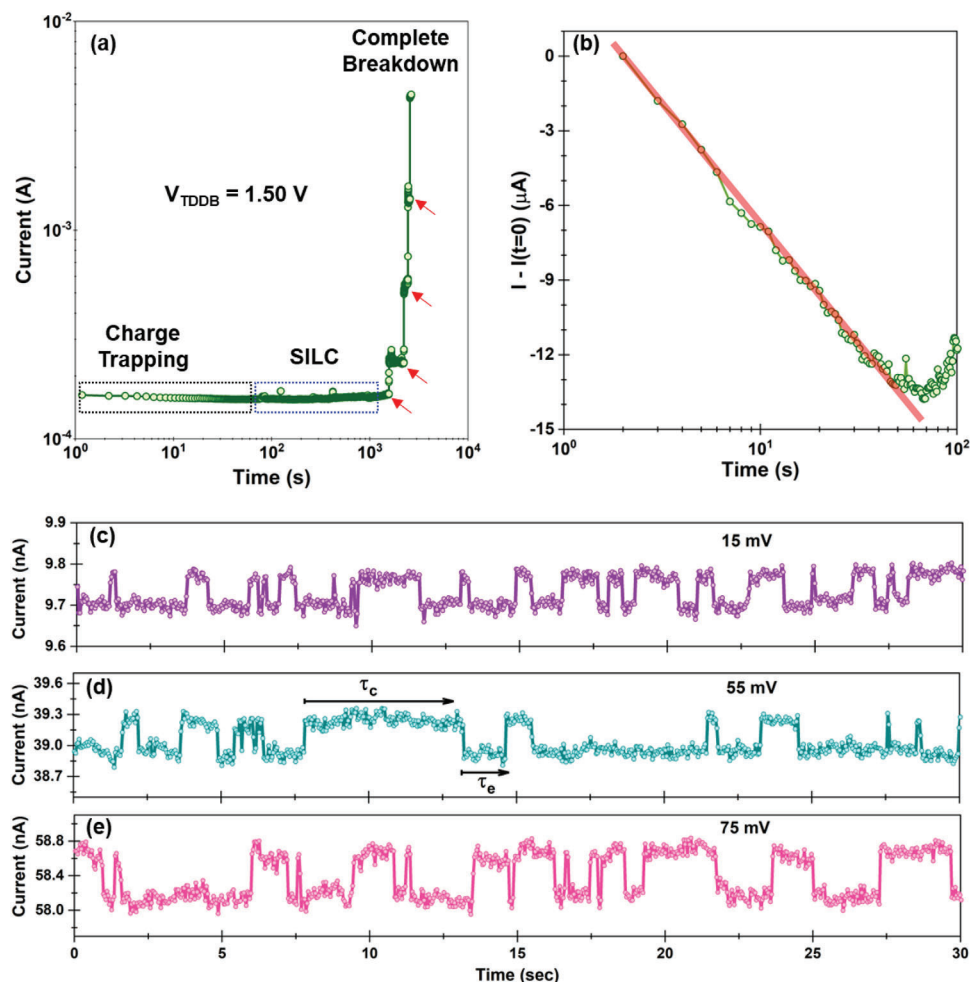 (a)
Complete
Breakdown
V_TDDB = 1.50 V
Charge
Trapping
SILC
Current (A)
10^-2
10^-3
10^-4
10^0 10^1 10^2 10^3 10^4
Time (s)
(b)
I - I(t=0) (μA)
0
-3
-6
-9
-12
-15
10^0 10^1 10^2
Time (s)
(c)
15 mV
Current (nA)
9.9
9.8
9.7
9.6
(d)
τ_c
55 mV
τ_e
Current (nA)
39.6
39.3
39.0
38.7
(e)
75 mV
Current (nA)
58.8
58.4
58.0
0 5 10 15 20 25 30
Time (sec)